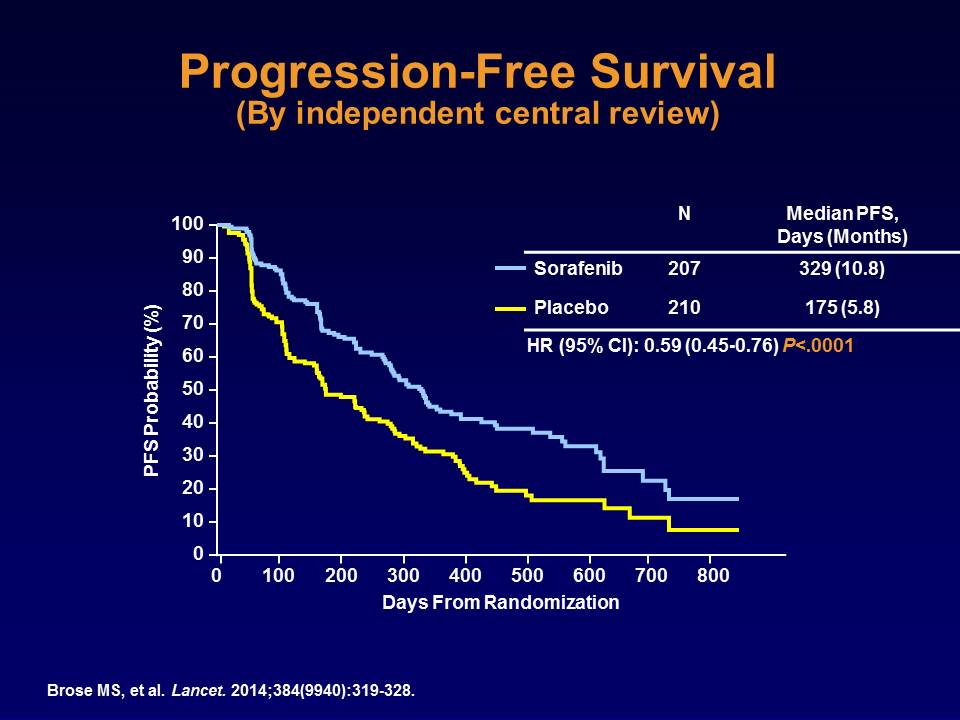 Progression-Free Survival
(By independent central review)
N Median PFS,
Days (Months)
Sorafenib 207 329 (10.8)
Placebo 210 175 (5.8)
HR (95% CI): 0.59 (0.45-0.76) P<.0001
PFS Probability (%)
100
90
80
70
60
50
40
30
20
10
0
0 100 200 300 400 500 600 700 800
Days From Randomization
Brose MS, et al. Lancet. 2014;384(9940):319-328.